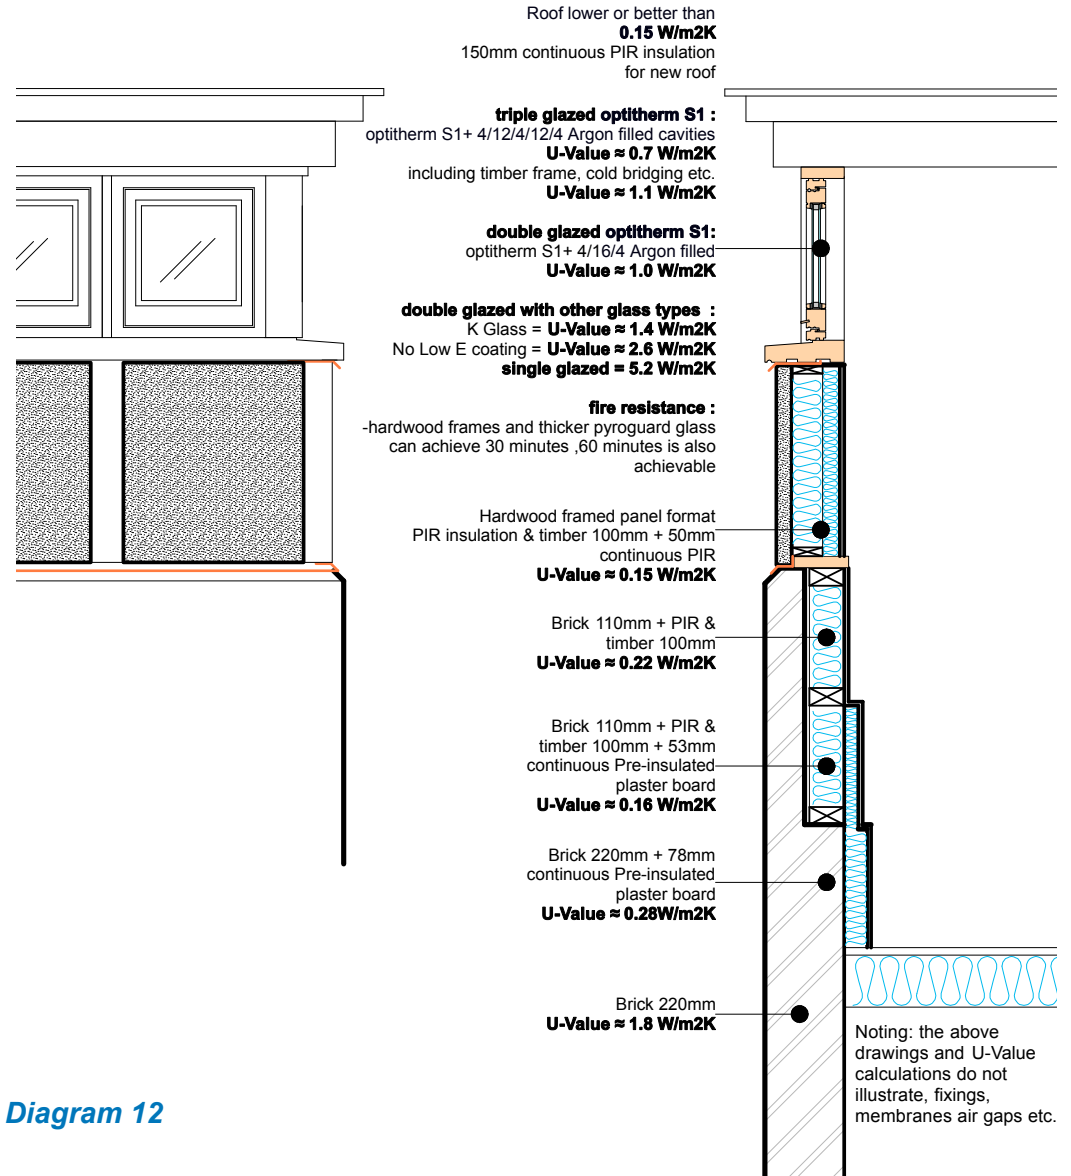 Roof lower or better than
0.15 W/m2K
150mm continuous PIR insulation
for new roof
triple glazed optitherm S1 :
optitherm S1+ 4/12/4/12/4 Argon filled cavities
U-Value ≈ 0.7 W/m2K
including timber frame, cold bridging etc.
U-Value ≈ 1.1 W/m2K
double glazed optitherm S1:
optitherm S1+ 4/16/4 Argon filled
U-Value ≈ 1.0 W/m2K
double glazed with other glass types :
K Glass = U-Value ≈ 1.4 W/m2K
No Low E coating = U-Value ≈ 2.6 W/m2K
single glazed = 5.2 W/m2K
fire resistance :
-hardwood frames and thicker pyroguard glass
can achieve 30 minutes ,60 minutes is also
achievable
Hardwood framed panel format
PIR insulation & timber 100mm + 50mm
continuous PIR
U-Value ≈ 0.15 W/m2K
Brick 110mm + PIR &
timber 100mm
U-Value ≈ 0.22 W/m2K
Brick 110mm + PIR &
timber 100mm + 53mm
continuous Pre-insulated
plaster board
U-Value ≈ 0.16 W/m2K
Brick 220mm + 78mm
continuous Pre-insulated
plaster board
U-Value ≈ 0.28W/m2K
Brick 220mm
U-Value ≈ 1.8 W/m2K
Noting: the above
drawings and U-Value
calculations do not
illustrate, fixings,
membranes air gaps etc.
Diagram 12